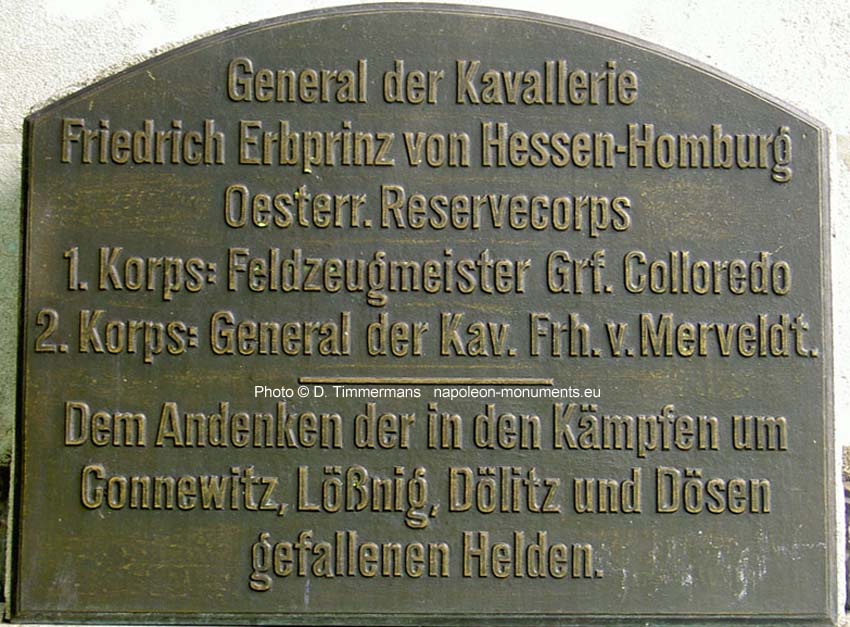 General der Kavallerie
Friedrich Erbprinz von Hessen-Homburg
Oesterr. Reservecorps
1. Korps: Feldzeugmeister Grf. Colloredo
2. Korps: General der Kav. Frh. v. Merveldt.
Photo © D. Timmermans napoleon-monuments.eu
Dem Andenken der in den Kämpfen um
Connewitz, Lößnig, Dölitz und Dösen
gefallenen Helden.